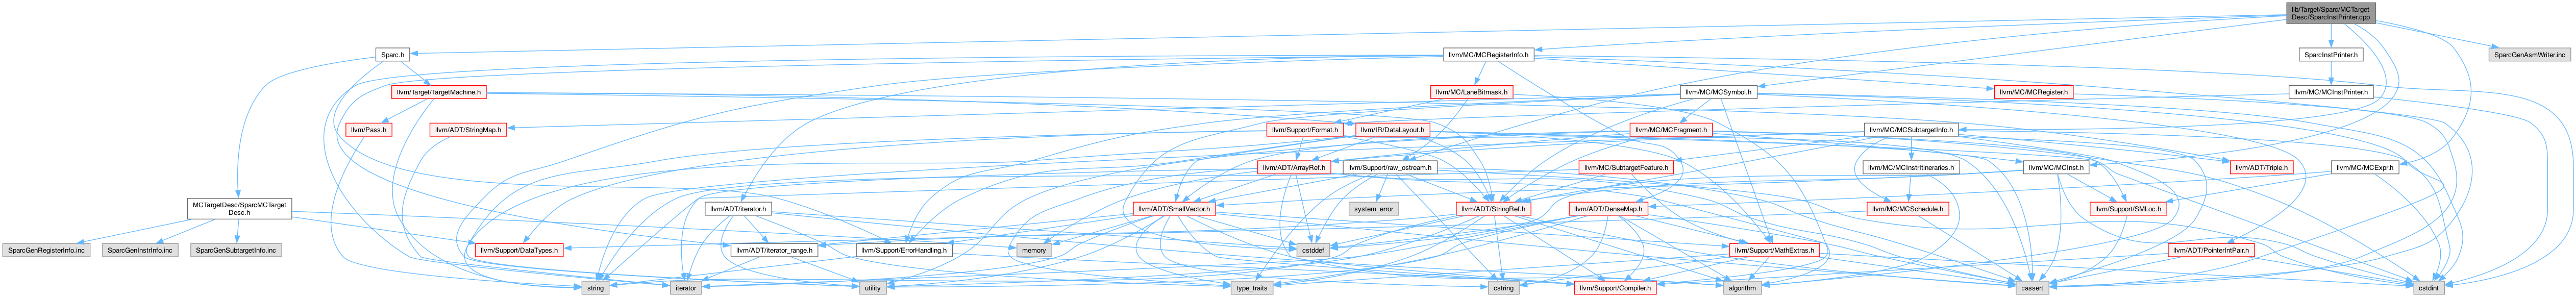 lib/Target/Sparc/MCTarget
Desc/SparcInstPrinter.cpp
Sparc.h
llvm/MC/MCRegisterInfo.h
SparcInstPrinter.h
SparcGenAsmWriter.inc
llvm/Target/TargetMachine.h
llvm/MC/LaneBitmask.h
llvm/MC/MCSymbol.h
llvm/MC/MCRegister.h
llvm/MC/MCInstPrinter.h
llvm/Pass.h
llvm/ADT/StringMap.h
llvm/Support/Format.h
llvm/IR/DataLayout.h
llvm/MC/MCFragment.h
llvm/MC/MCSubtargetInfo.h
llvm/ADT/ArrayRef.h
llvm/Support/raw_ostream.h
llvm/MC/SubtargetFeature.h
llvm/MC/MCInstrItineraries.h
llvm/MC/MCInst.h
llvm/ADT/Triple.h
llvm/MC/MCExpr.h
MCTargetDesc/SparcMCTarget
Desc.h
llvm/ADT/iterator.h
llvm/ADT/SmallVector.h
system_error
llvm/ADT/StringRef.h
llvm/ADT/DenseMap.h
llvm/MC/MCSchedule.h
llvm/Support/SMLoc.h
SparcGenRegisterInfo.inc
SparcGenInstrInfo.inc
SparcGenSubtargetInfo.inc
llvm/Support/DataTypes.h
llvm/ADT/iterator_range.h
llvm/Support/ErrorHandling.h
memory
cstddef
llvm/Support/MathExtras.h
llvm/ADT/PointerIntPair.h
string
iterator
utility
type_traits
cstring
llvm/Support/Compiler.h
algorithm
cassert
cstdint